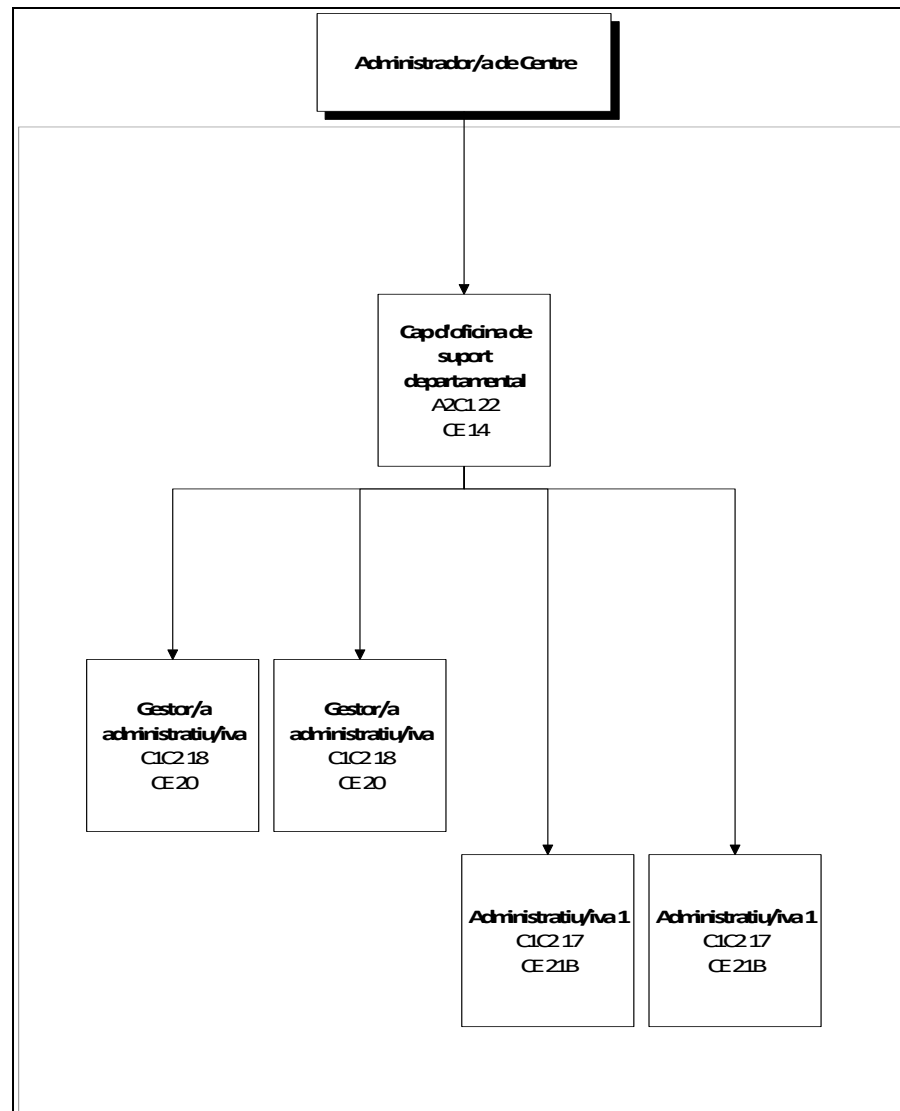 Administrador/a de Centre
Cap d'oficina de
suport
departamental
A2C1 22
CE 14
Gestor/a
administratiu/iva
C1C2 18
CE 20
Gestor/a
administratiu/iva
C1C2 18
CE 20
Administratiu/iva 1
C1C2 17
CE 21B
Administratiu/iva 1
C1C2 17
CE 21B